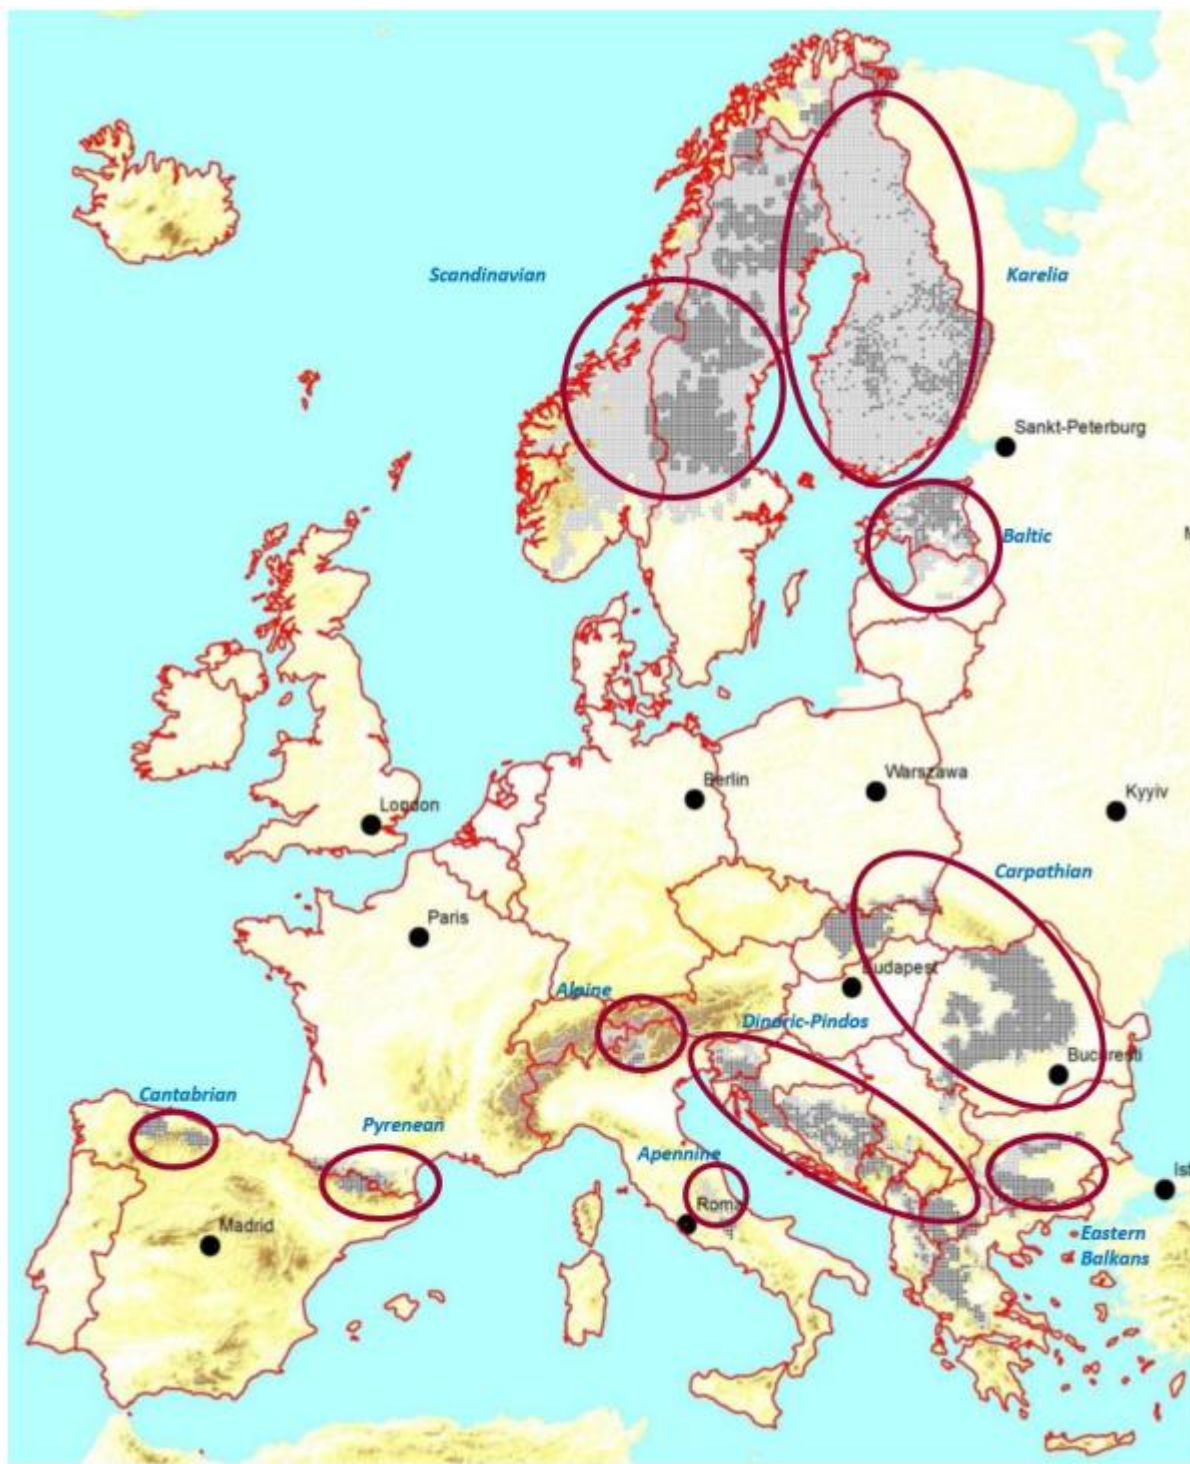 Scandinavian
Karelia
Sankt-Peterburg
Baltic
Berlin
Warszawa
Kyyiv
London
Carpathian
Paris
Budapest
Alpine
Dinaric-Pindos
Bucuresti
Cantabrian
Pyrenean
Apennine
Roma
Ist
Madrid
Eastern
Balkans